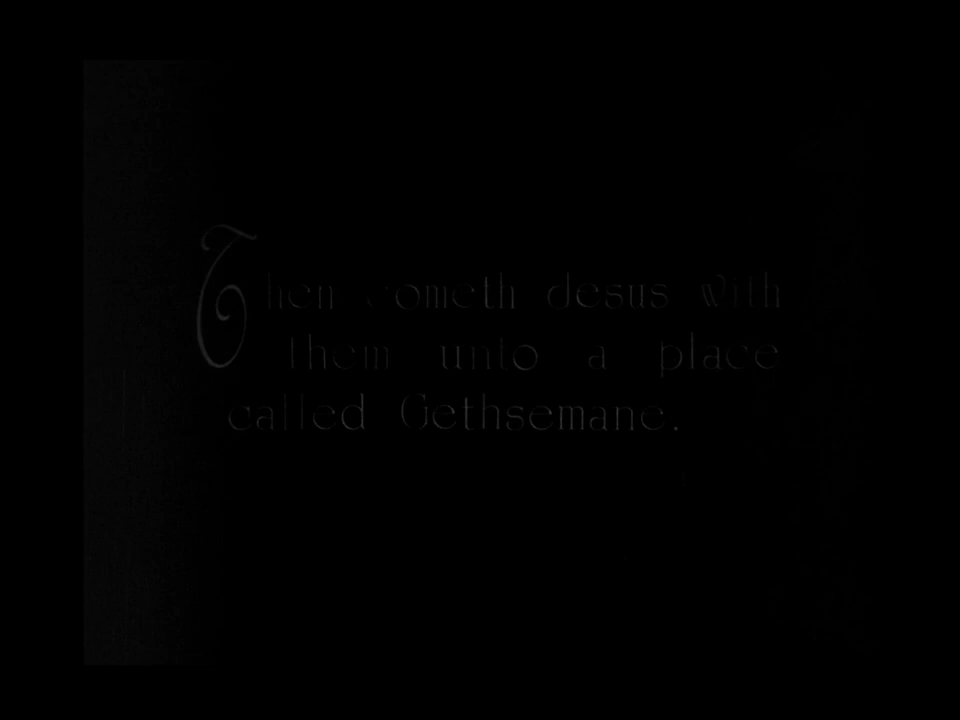 Then cometh Jesus with
them unto a place
called Gethsemane.